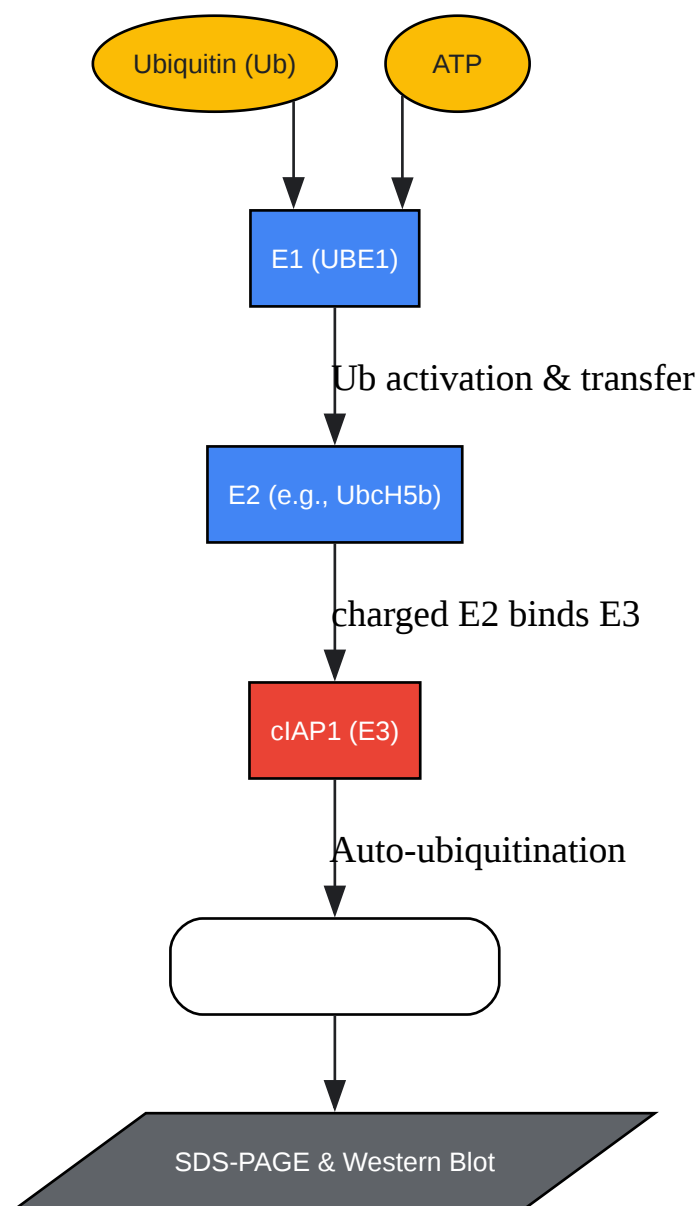 Ubiquitin (Ub)
ATP
E1 (UBE1)
Ub activation & transfer
E2 (e.g., UbcH5b)
charged E2 binds E3
cIAP1 (E3)
Auto-ubiquitination
SDS-PAGE & Western Blot